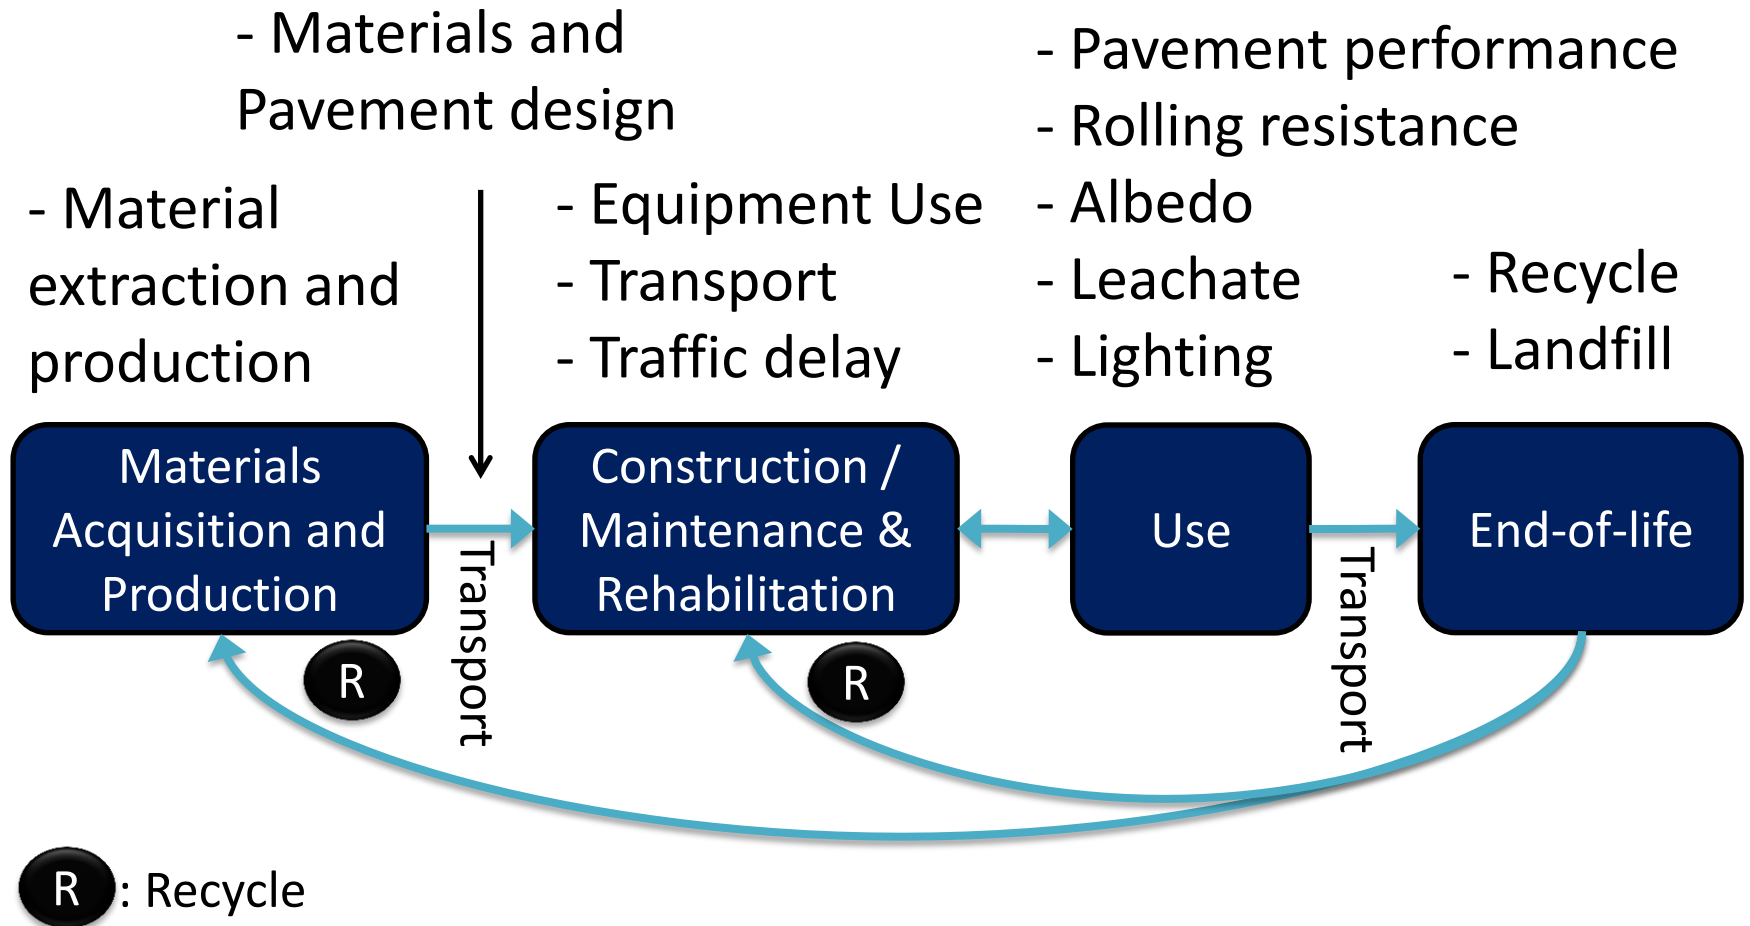 - Materials and
Pavement design
- Material
extraction and
production
- Equipment Use
- Transport
- Traffic delay
- Pavement performance
- Rolling resistance
- Albedo
- Leachate
- Lighting
- Recycle
- Landfill
Materials
Acquisition and
Production
Transport
Construction /
Maintenance &
Rehabilitation
Use
Transport
End-of-life
R
R
R : Recycle